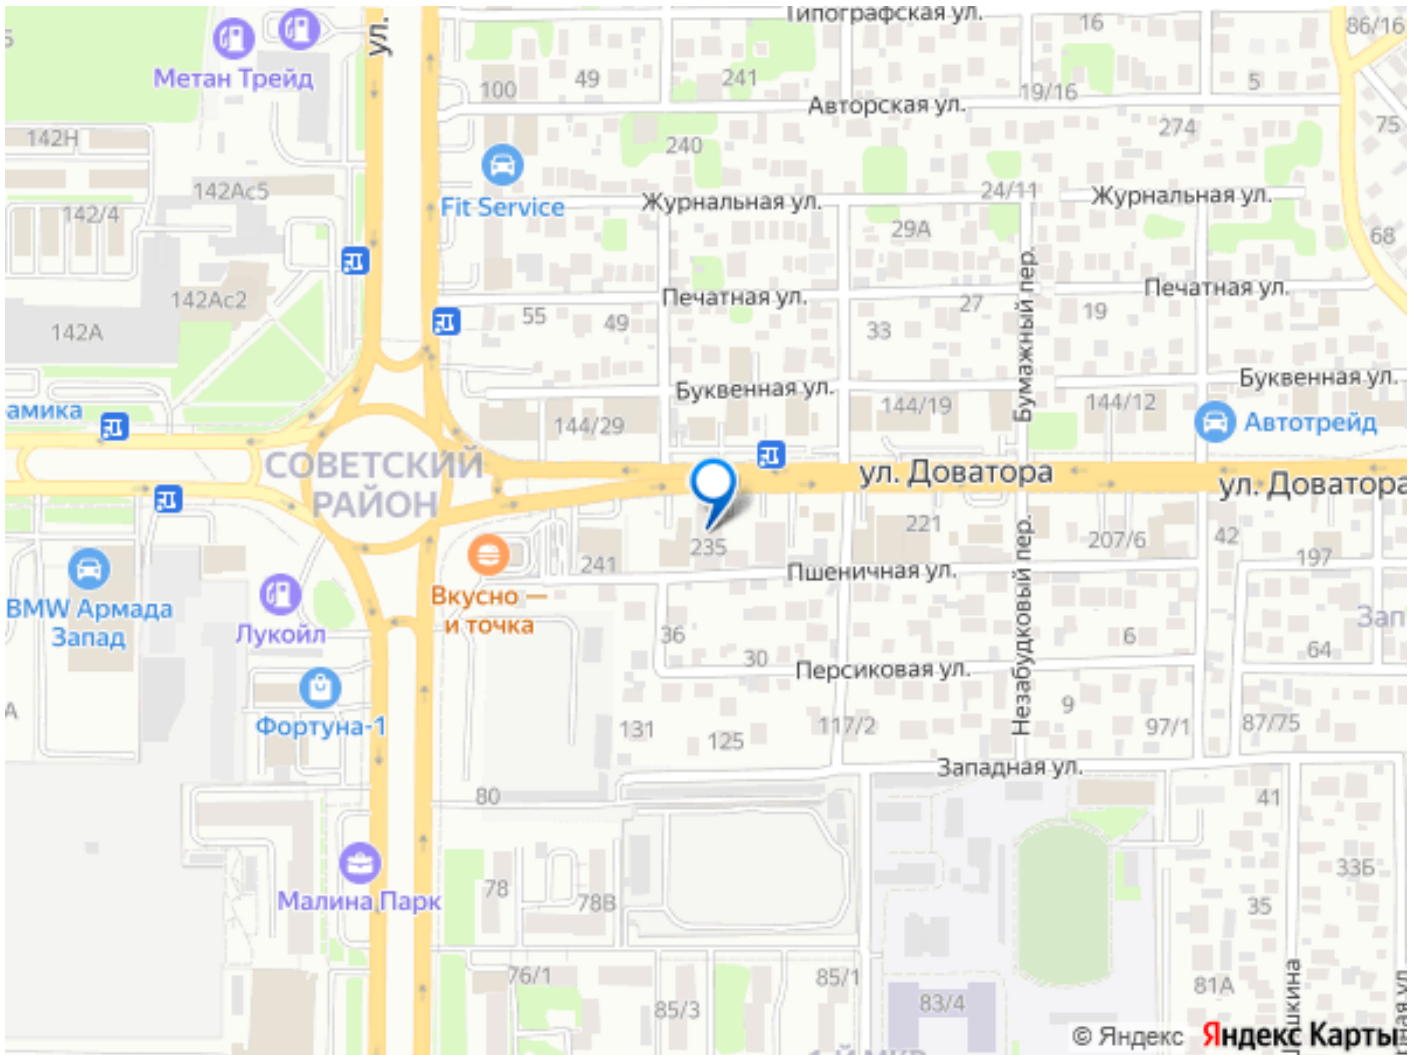 Типографская ул.
16
86/16
ул.
Метан Трейд
100
49
241
Авторская ул.
19/16
5
142Н
240
274
75
142Ас5
Fit Service
Журнальная ул.
24/11
Журнальная ул.
142/4
29А
68
142Ас2
Печатная ул.
Печатная ул.
27
19
142А
55
49
33
Бумажный пер.
Буквенная ул.
Буквенная ул.
144/29
144/19
144/12
Автотрейд
СОВЕТСКИЙ
РАЙОН
ул. Доватора
ул. Доватора
221
207/6
42
197
235
241
Пшеничная ул.
Вкусно —
и точка
BMW Армада
Запад
Лукойл
Незабудковый пер.
36
30
6
64
Персиковая ул.
Фортуна-1
131
125
117/2
9
97/1
87/75
Западная ул.
80
41
Малина Парк
78
78В
33Б
35
76/1
85/3
85/1
83/4
81А
© Яндекс
Яндекс Карты